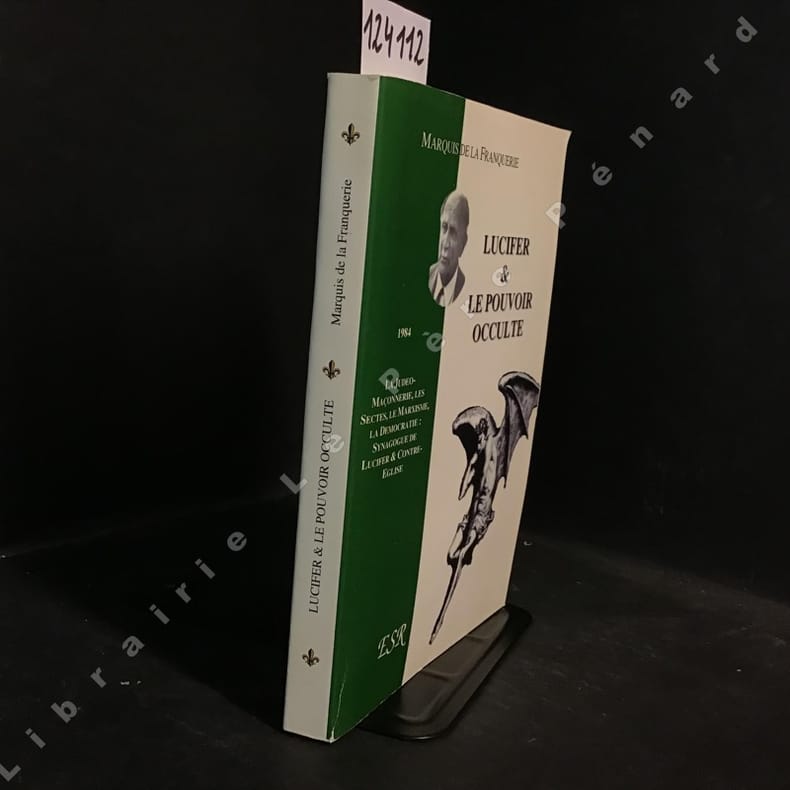 124112
MARQUIS DE LA FRANQUERIE
LUCIFER
&
LE POUVOIR
OCCULTE
1984
LA JUDEO-
MAÇONNERIE, LES
SECTES, LE MARXISME,
LA DEMOCRATIE :
SYNAGOGUE DE
LUCIFER & CONTRE-
EGLISE
ESR
Marquis de la Franquerie
LUCIFER & LE POUVOIR OCCULTE
Librairie Le Père Pénard